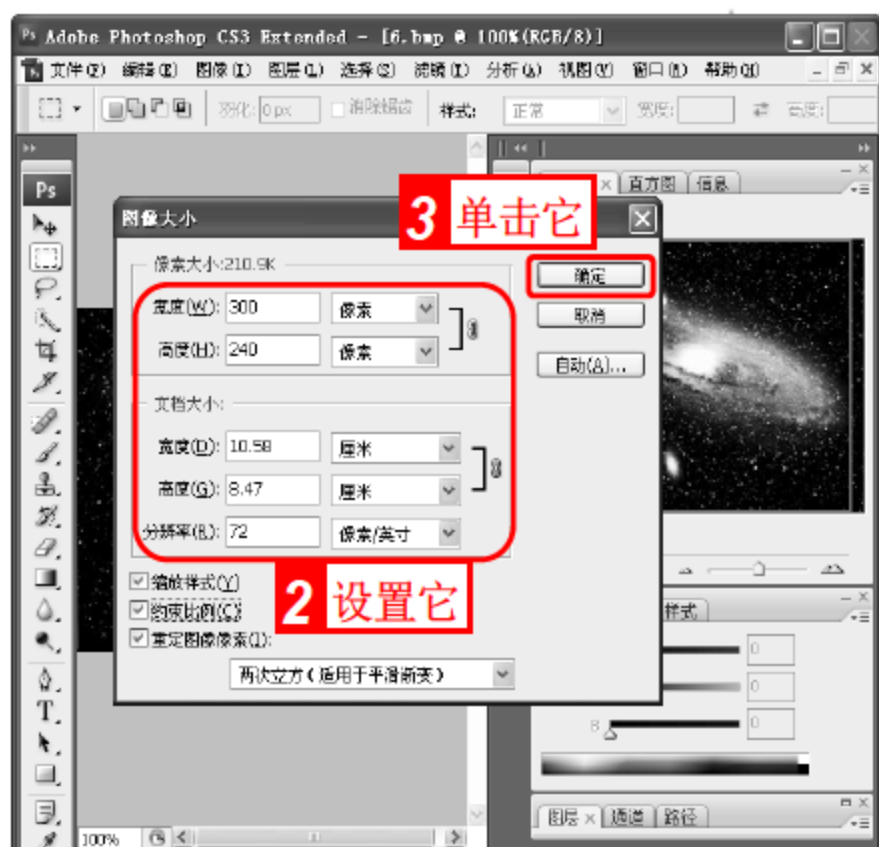 Ps Adobe Photoshop CS3 Extended - [6.bmp @ 100%(RGB/8)]
文件(F) 编辑(E) 图像(I) 图层(L) 选择(S) 滤镜(T) 分析(A) 视图(V) 窗口(W) 帮助(H)
羽化: 0 px 消除锯齿 样式: 正常 宽度: 高度:
Ps
直方图 信息
3 单击它
图像大小
像素大小:210.9K
确定
宽度(W): 300 像素
取消
高度(H): 240 像素
自动(A)...
文档大小:
宽度(D): 10.58 厘米
高度(G): 8.47 厘米
分辨率(R): 72 像素/英寸
2 设置它
缩放样式(Y)
约束比例(C)
重定图像像素(I):
两次立方(适用于平滑渐变)
样式
0
0
B 0
T
图层 通道 路径
100%